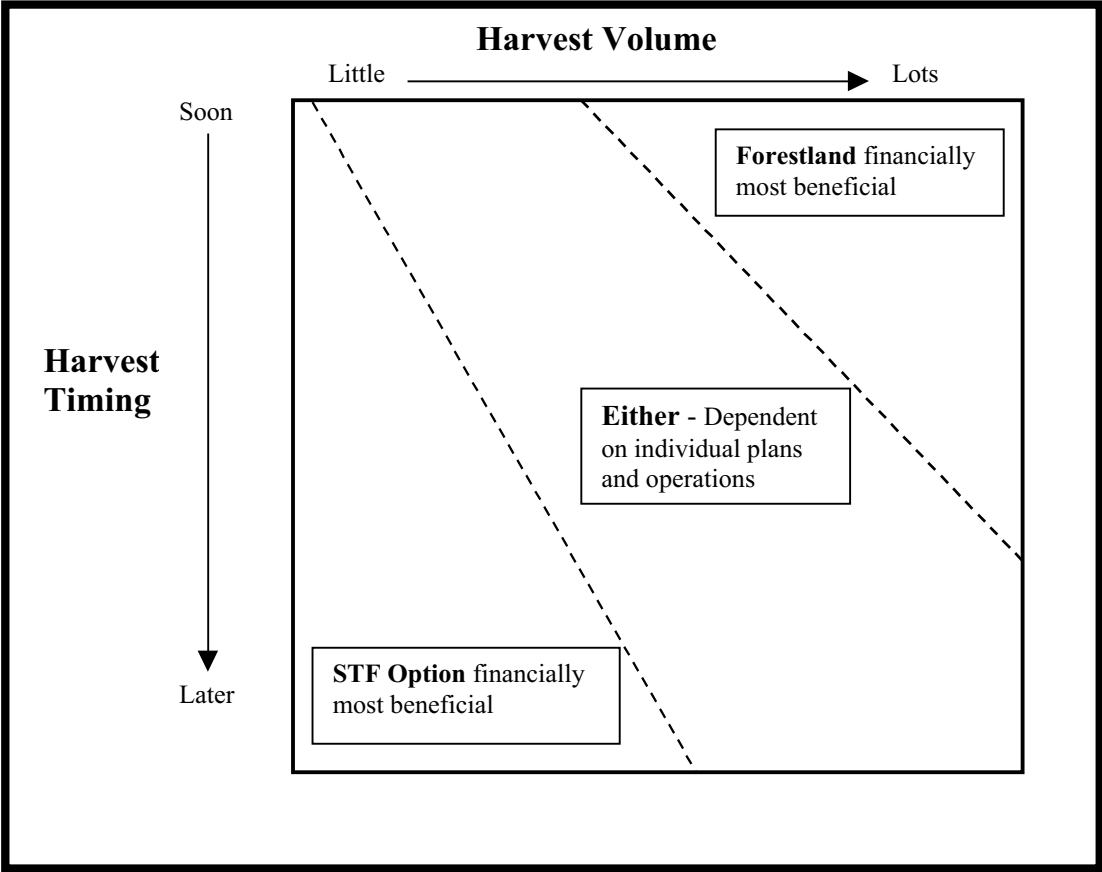 Harvest Volume
Little
Lots
Soon
Forestland financially
most beneficial
Harvest
Timing
Either - Dependent
on individual plans
and operations
STF Option financially
most beneficial
Later